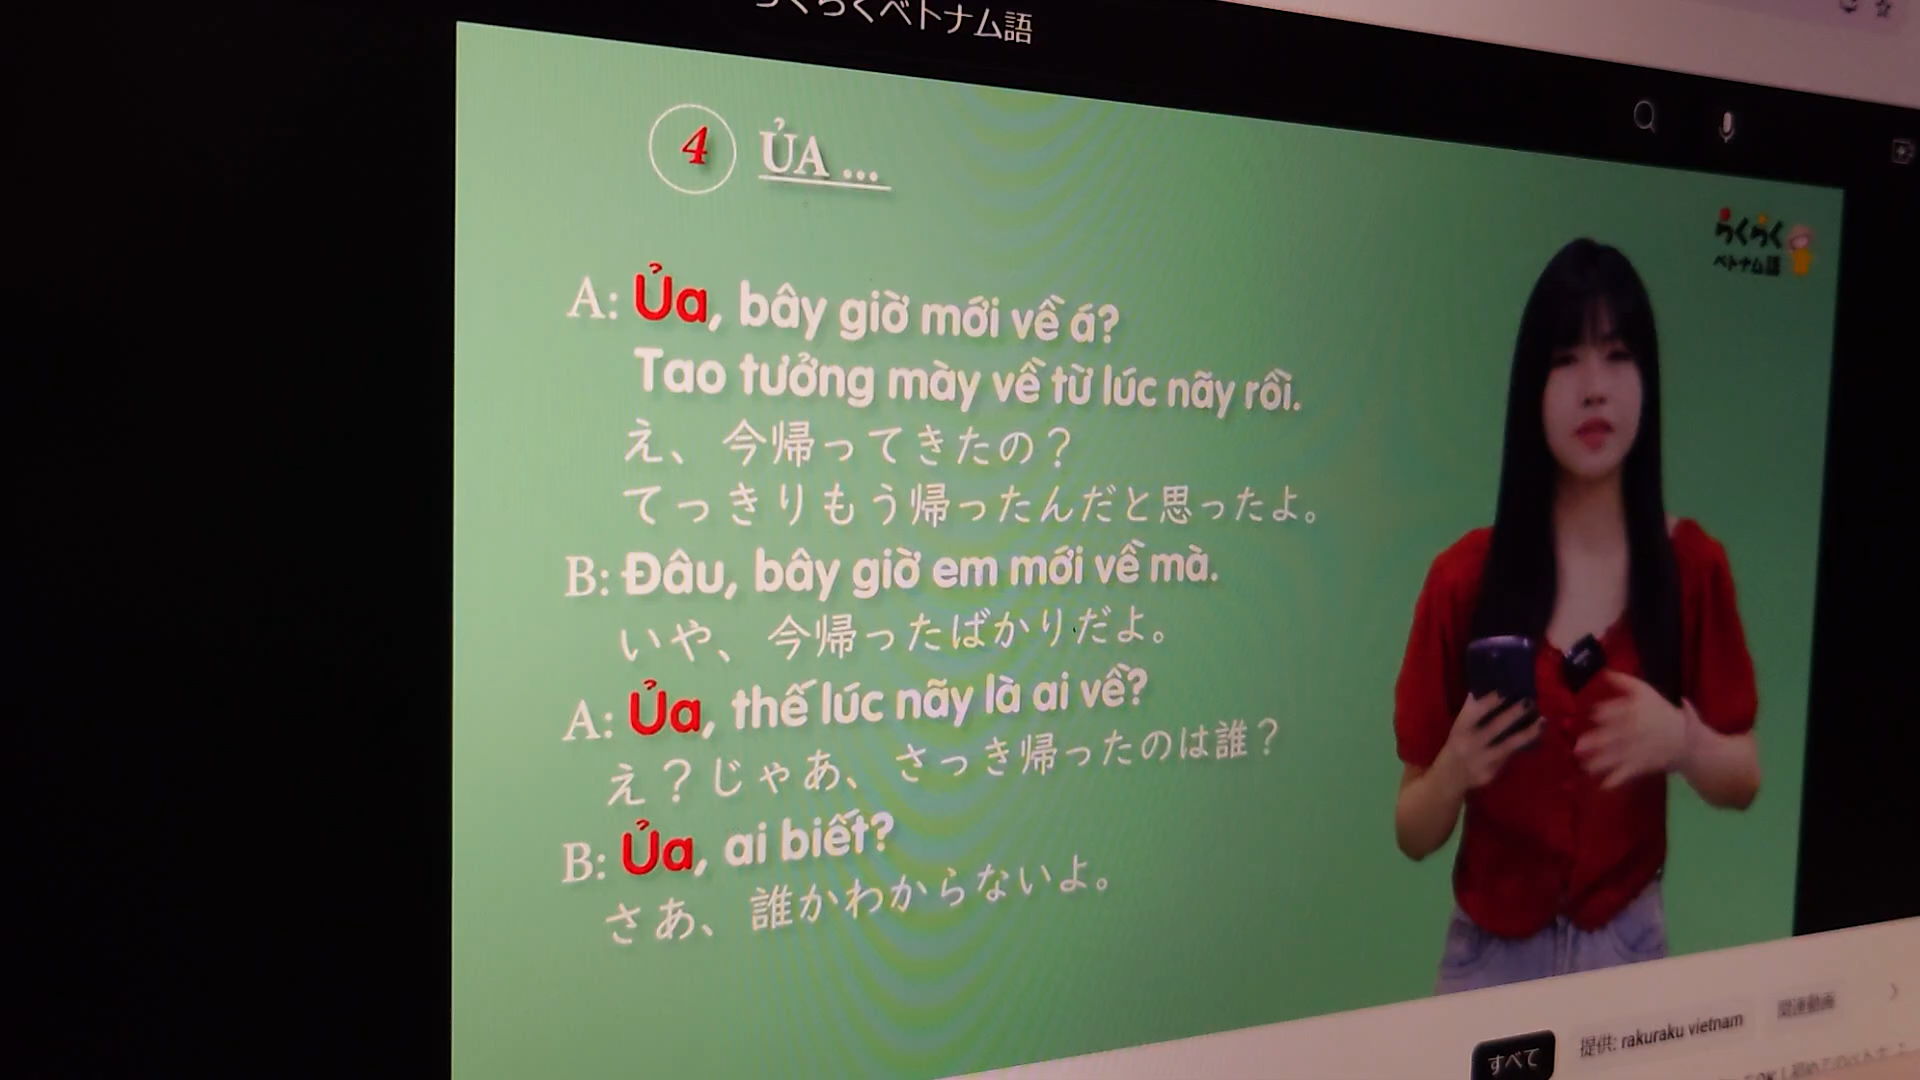 らくらくベトナム語
4 ỦA ...
らくらく
ベトナム語
A: Ủa, bây giờ mới về á?
Tao tưởng mày về từ lúc nãy rồi.
え、今帰ってきたの？
てっきりもう帰ったんだと思ったよ。
B: Đâu, bây giờ em mới về mà.
いや、今帰ったばかりだよ。
A: Ủa, thế lúc nãy là ai về?
え？じゃあ、さっき帰ったのは誰？
B: Ủa, ai biết?
さあ、誰かわからないよ。
すべて
提供: rakuraku vietnam
関連動画